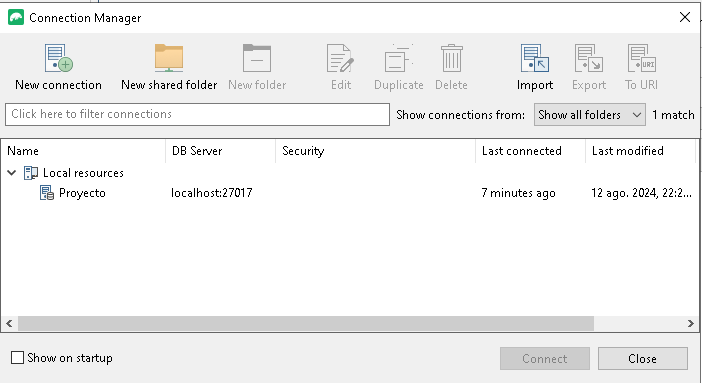 Connection Manager
New connection
New shared folder
New folder
Edit
Duplicate
Delete
Import
Export
URI
To URI
Click here to filter connections
Show connections from:
Show all folders
1 match
Name
DB Server
Security
Last connected
Last modified
Local resources
Proyecto
localhost:27017
7 minutes ago
12 ago. 2024, 22:2...
Show on startup
Connect
Close